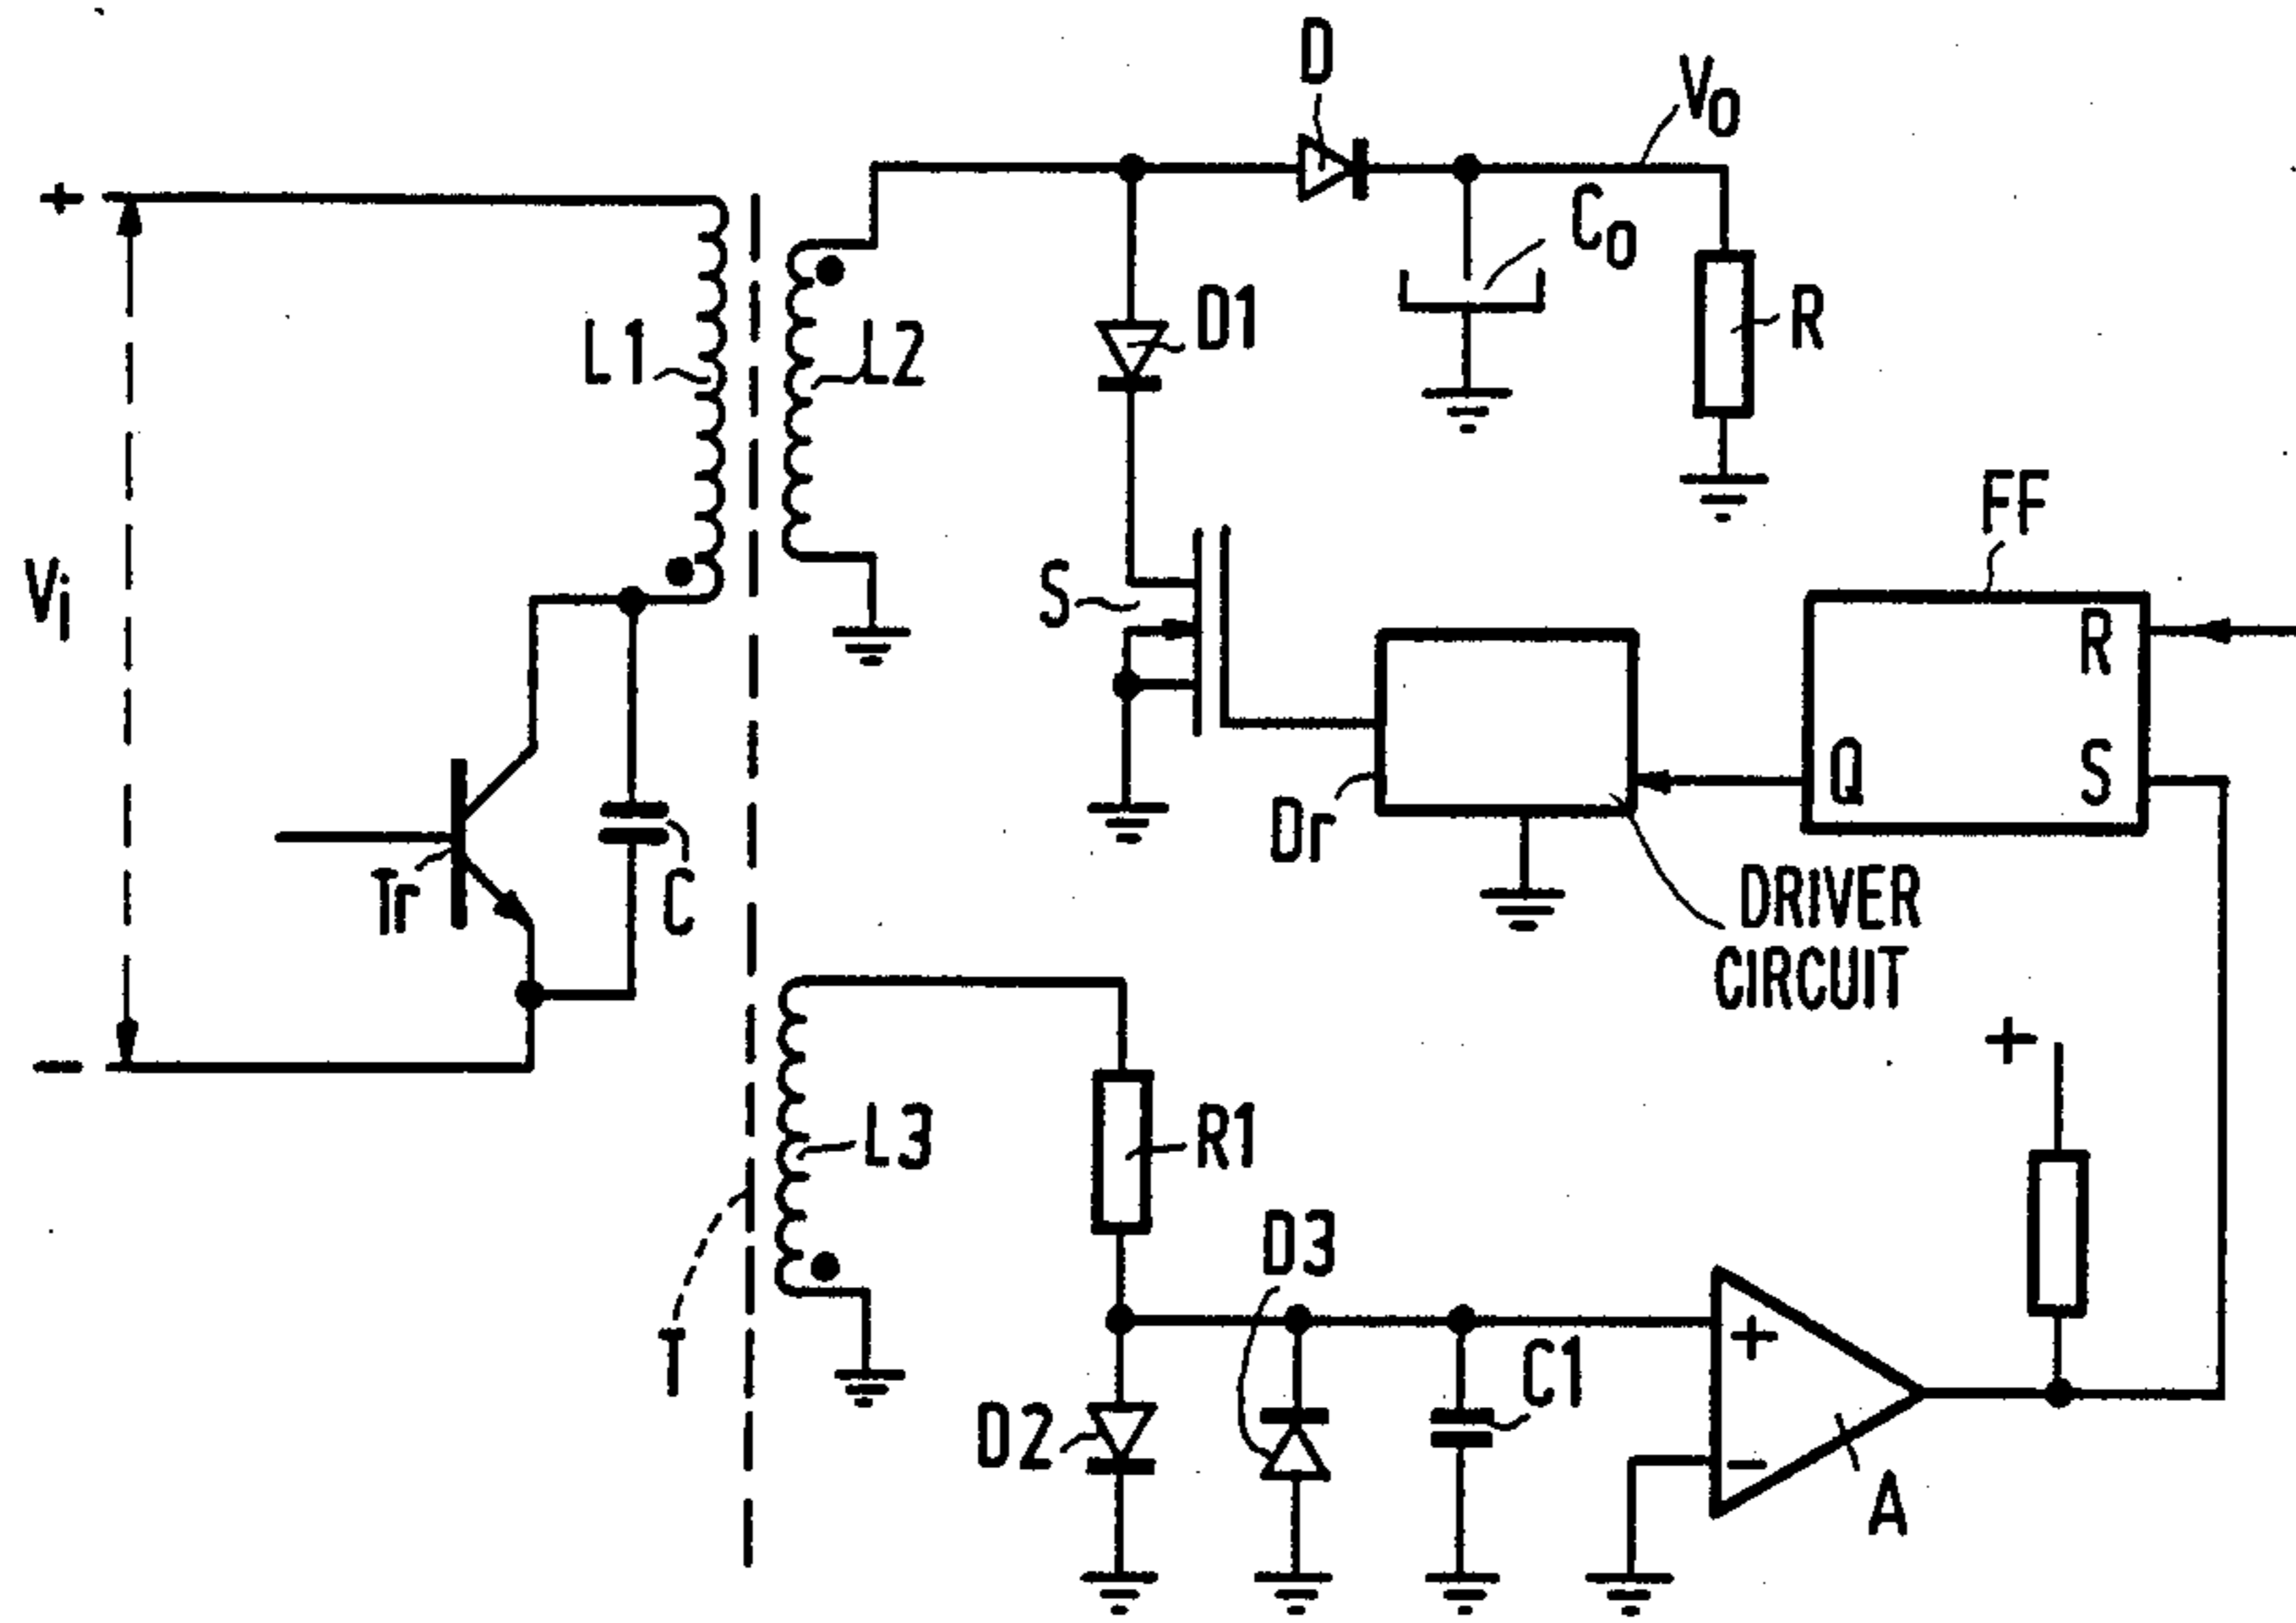 D
Vo
+
Co
D1
R
L1
L2
FF
Vi
S
R
Q
S
Dr
Tr
C
DRIVER
CIRCUIT
-
+
L3
R1
D3
T
+
C1
D2
-
A